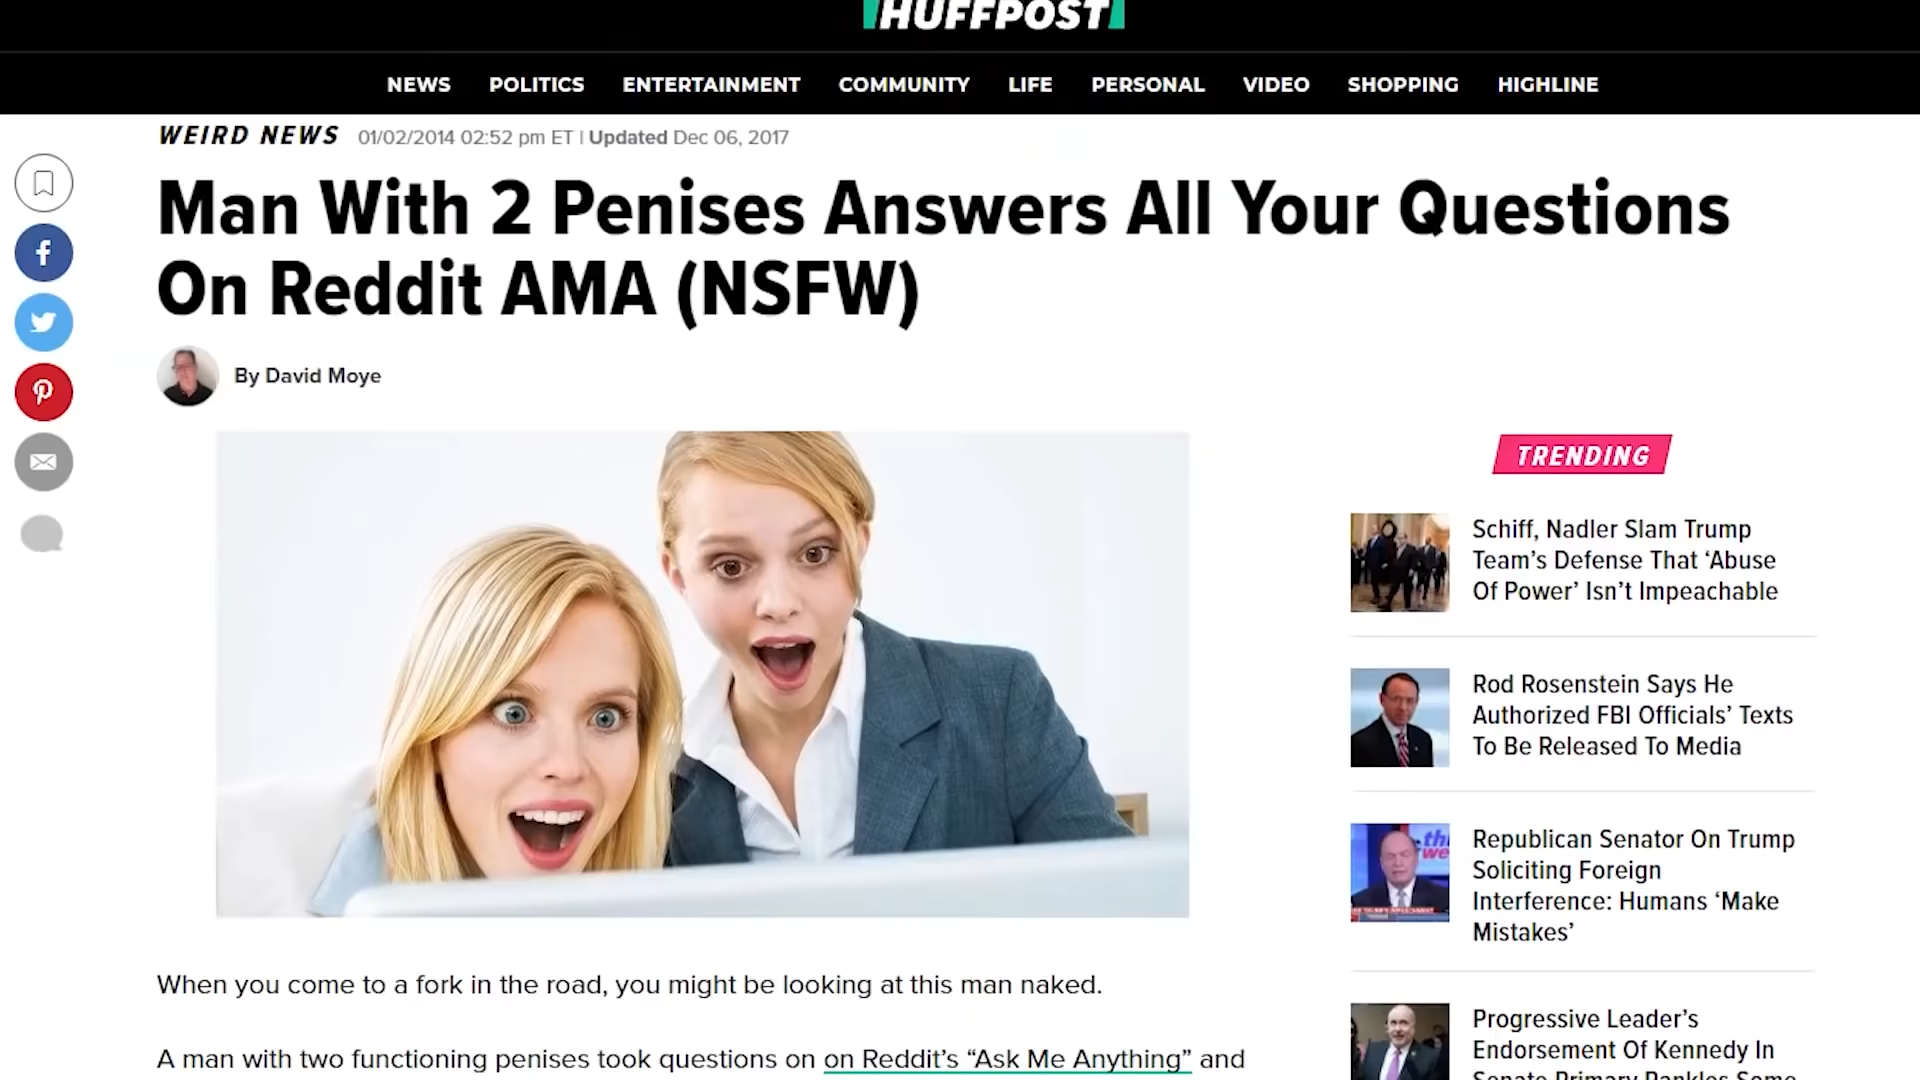 HUFFPOST
NEWS POLITICS ENTERTAINMENT COMMUNITY LIFE PERSONAL VIDEO SHOPPING HIGHLINE
WEIRD NEWS 01/02/2014 02:52 pm ET | Updated Dec 06, 2017
Man With 2 Penises Answers All Your Questions
On Reddit AMA (NSFW)
By David Moye
TRENDING
Schiff, Nadler Slam Trump
Team’s Defense That ‘Abuse
Of Power’ Isn’t Impeachable
Rod Rosenstein Says He
Authorized FBI Officials’ Texts
To Be Released To Media
Republican Senator On Trump
Soliciting Foreign
Interference: Humans ‘Make
Mistakes’
Progressive Leader’s
Endorsement Of Kennedy In
Senate Primary Rankles Some
When you come to a fork in the road, you might be looking at this man naked.
A man with two functioning penises took questions on on Reddit’s “Ask Me Anything” and